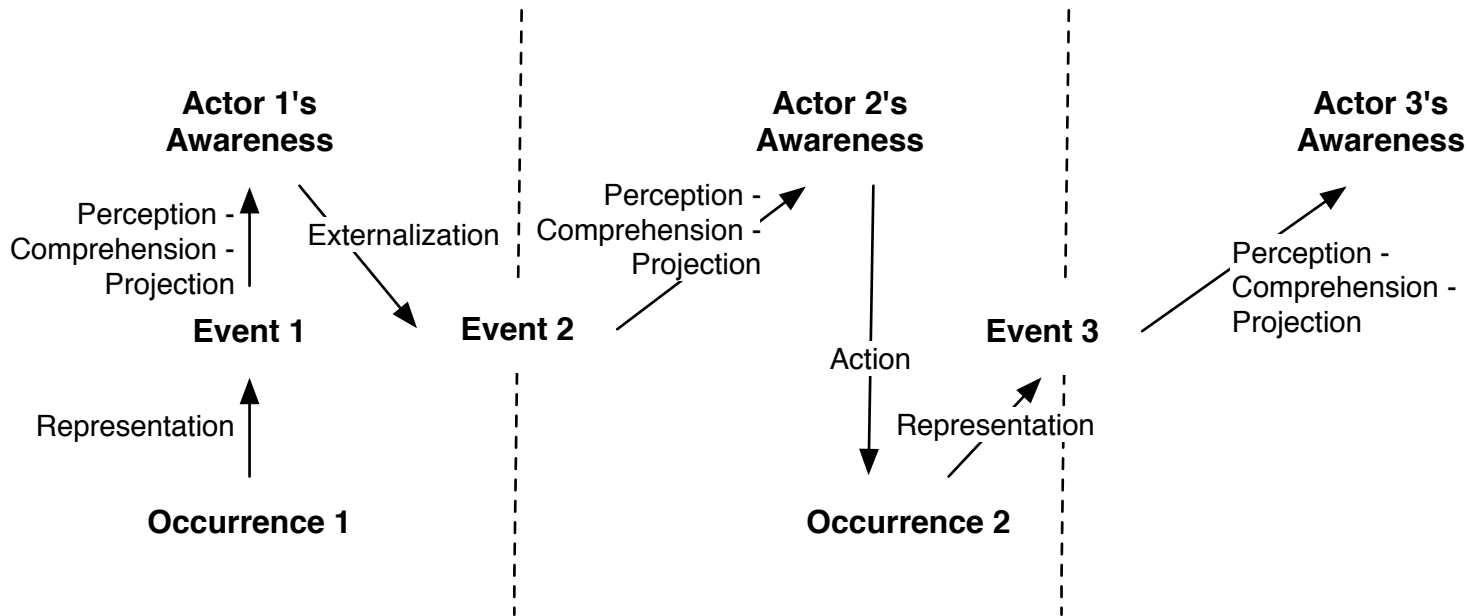 Actor 1's
Awareness
Actor 2's
Awareness
Actor 3's
Awareness
Perception -
Comprehension -
Projection
Externalization
Perception -
Comprehension -
Projection
Perception -
Comprehension -
Projection
Event 1
Event 2
Event 3
Action
Representation
Representation
Occurrence 1
Occurrence 2